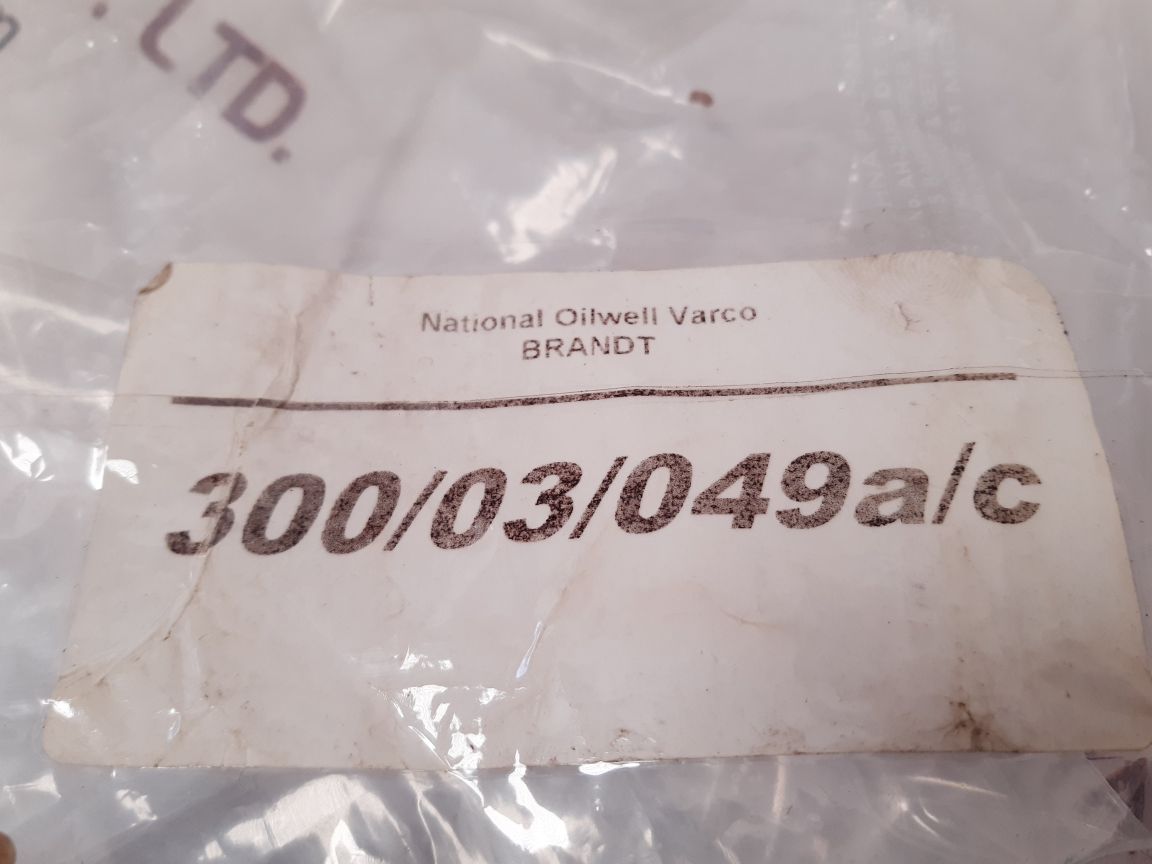 . LTD.
National Oilwell Varco
BRANDT
300/03/049a/c